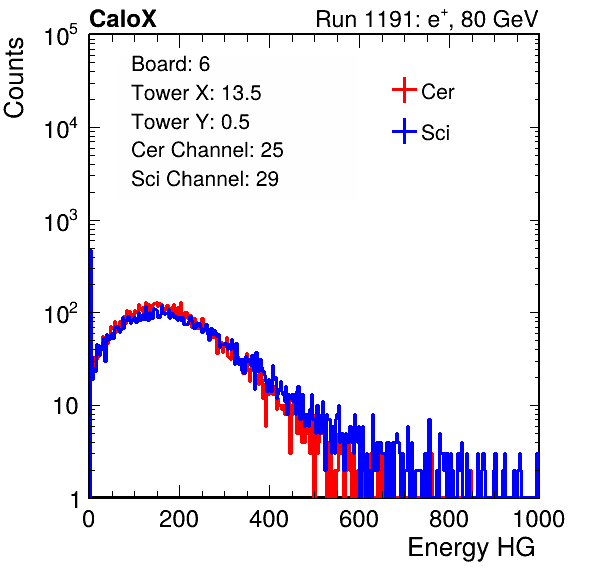 CaloX Run 1191: e⁺, 80 GeV
Counts
10⁵
10⁴
10³
10²
10
1
Board: 6
Tower X: 13.5
Tower Y: 0.5
Cer Channel: 25
Sci Channel: 29
Cer
Sci
0 200 400 600 800 1000
Energy HG